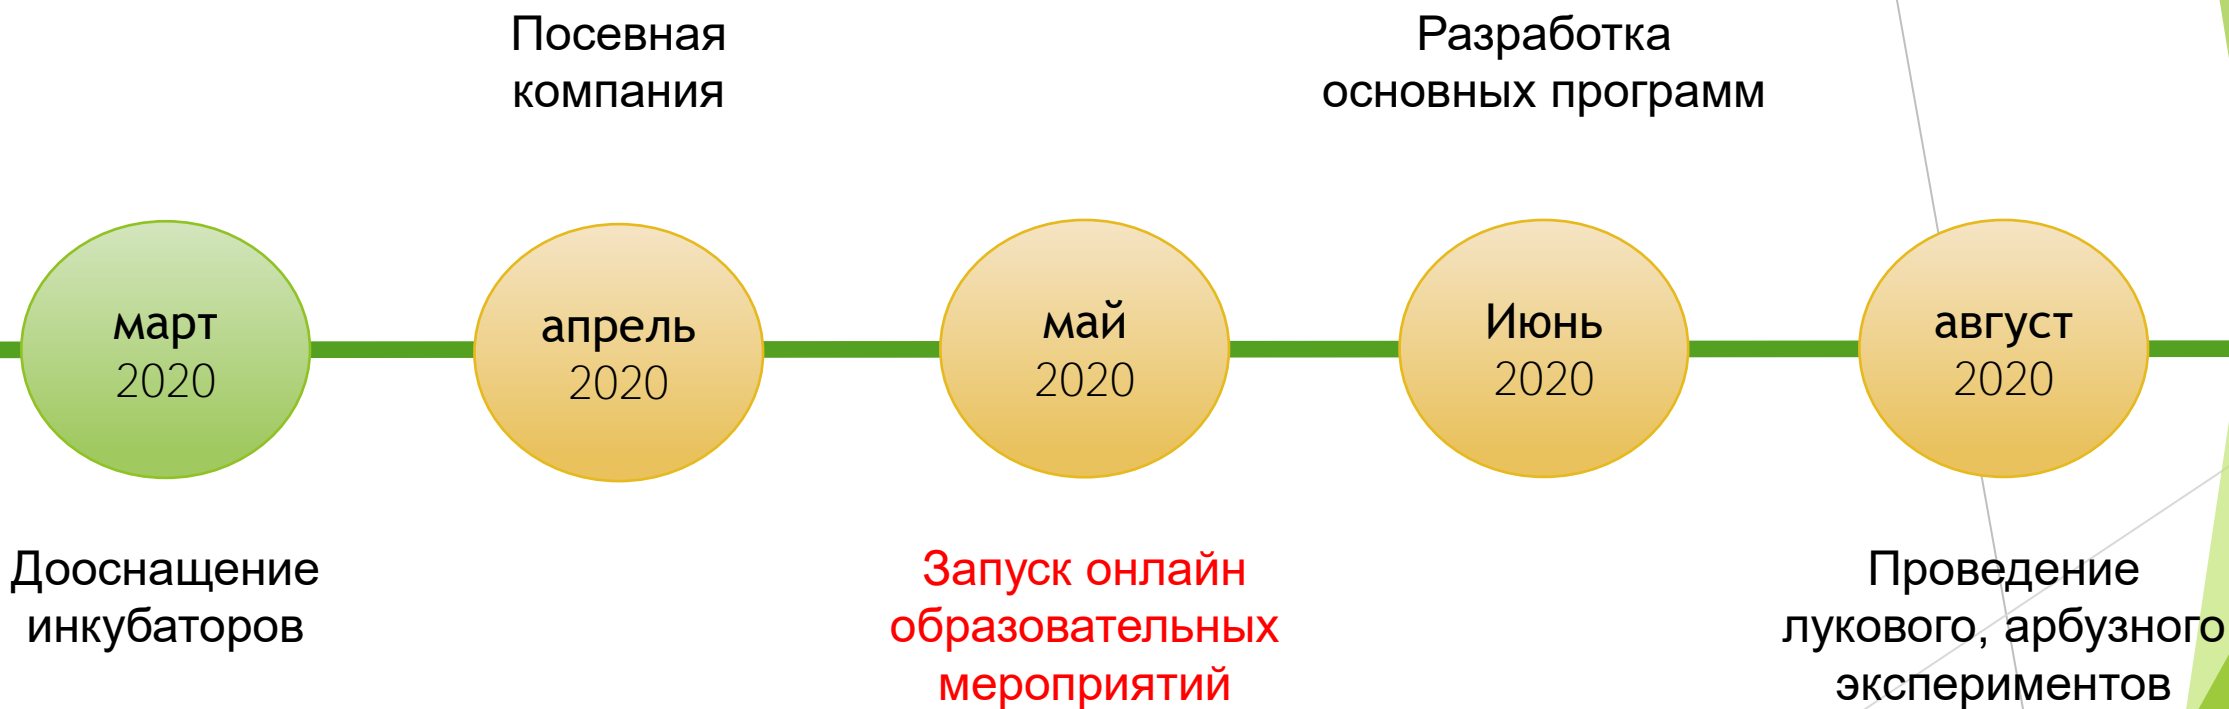 Посевная
компания
Разработка
основных программ
март
2020
апрель
2020
май
2020
Июнь
2020
август
2020
Дооснащение
инкубаторов
Запуск онлайн
образовательных
мероприятий
Проведение
лукового, арбузного
экспериментов